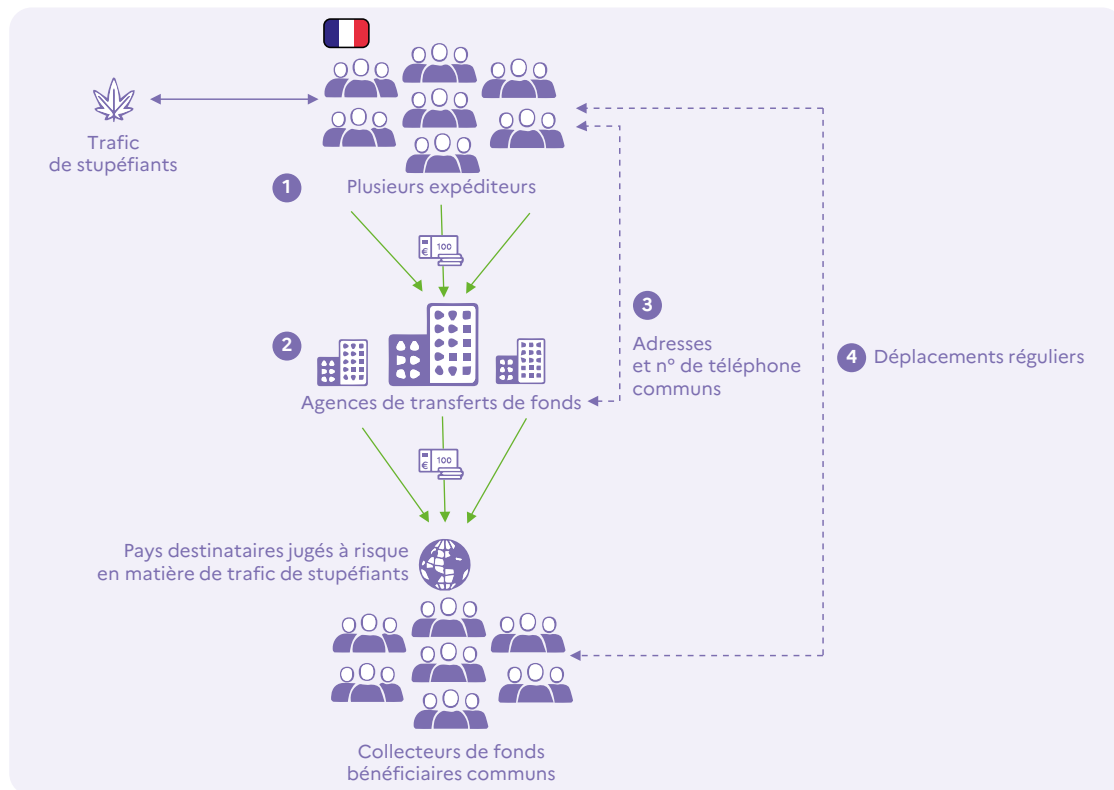 Trafic
de stupéfiants
1
Plusieurs expéditeurs
€ 100
2
Agences de transferts de fonds
3
Adresses
et n° de téléphone
communs
4 Déplacements réguliers
€ 100
Pays destinataires jugés à risque
en matière de trafic de stupéfiants
Collecteurs de fonds
bénéficiaires communs